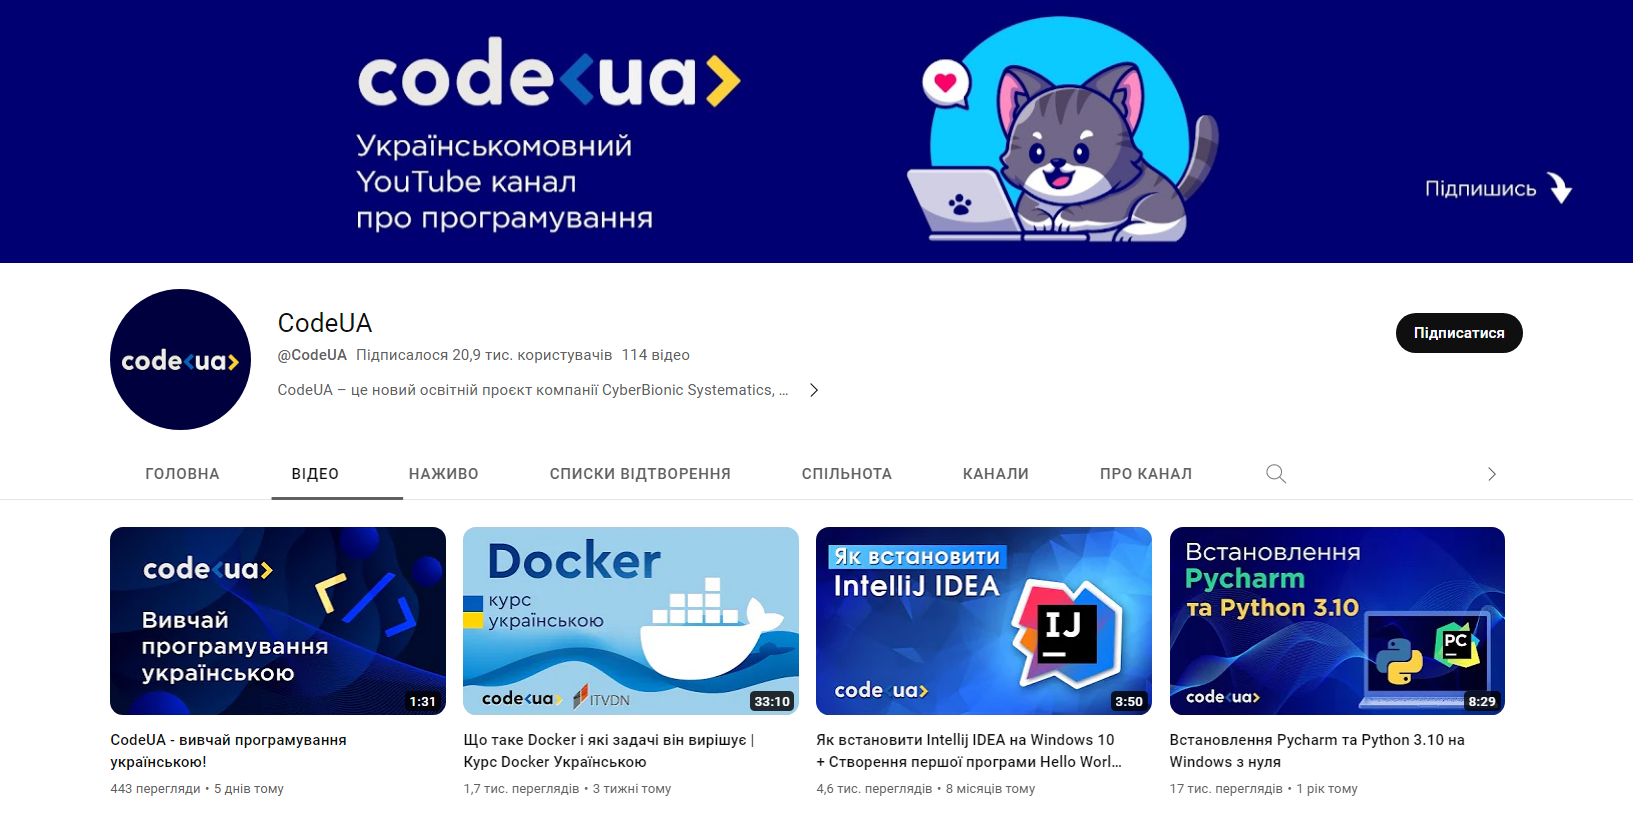 code<ua>
Українськомовний
YouTube канал
про програмування
Підпишись
code<ua>
CodeUA
@CodeUA Підписалося 20,9 тис. користувачів 114 відео
CodeUA – це новий освітній проєкт компанії CyberBionic Systematics, ...
Підписатися
ГОЛОВНА ВІДЕО НАЖИВО СПИСКИ ВІДТВОРЕННЯ СПІЛЬНОТА КАНАЛИ ПРО КАНАЛ
code<ua>
Вивчай
програмування
українською
1:31
CodeUA - вивчай програмування
українською!
443 перегляди • 5 днів тому
Docker
курс
українською
code<ua> ITVDN
33:10
Що таке Docker і які задачі він вирішує |
Курс Docker Українською
1,7 тис. переглядів • 3 тижні тому
Як встановити
IntelliJ IDEA
IJ
code<ua>
3:50
Як встановити Intellij IDEA на Windows 10
+ Створення першої програми Hello Worl...
4,6 тис. переглядів • 8 місяців тому
Встановлення
Pycharm
та Python 3.10
PC
code<ua>
8:29
Встановлення Pycharm та Python 3.10 на
Windows з нуля
17 тис. переглядів • 1 рік тому